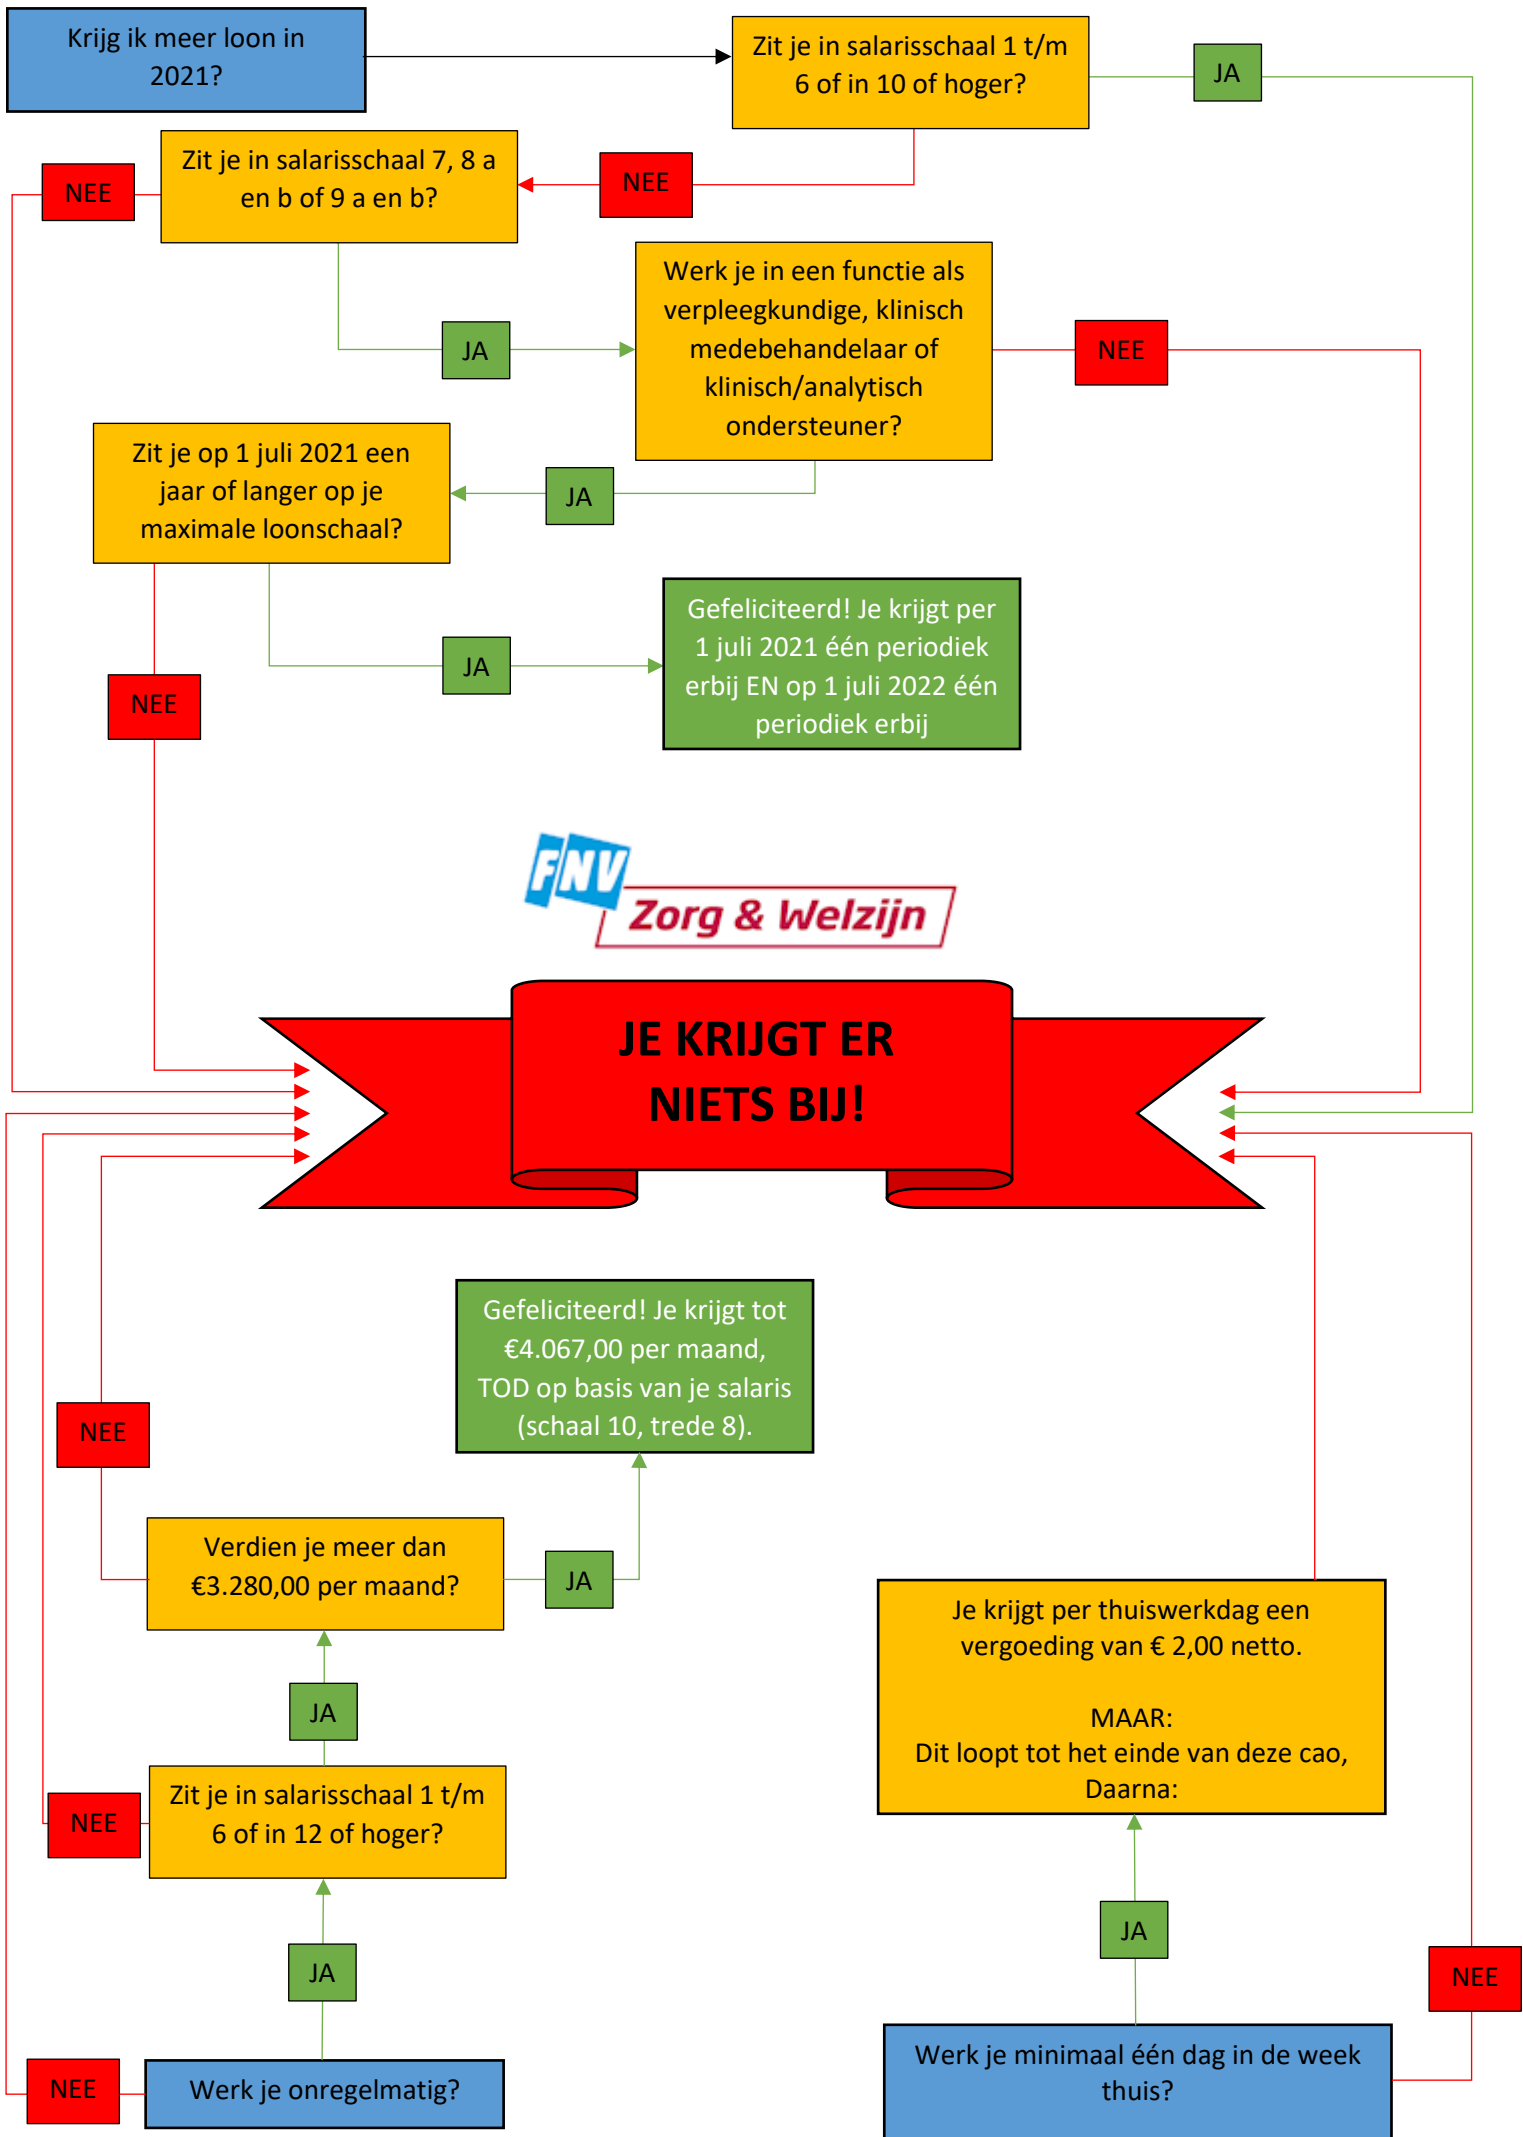 Krijg ik meer loon in
2021?
Zit je in salarisschaal 1 t/m
6 of in 10 of hoger?
JA
NEE
Zit je in salarisschaal 7, 8 a
en b of 9 a en b?
NEE
JA
Werk je in een functie als
verpleegkundige, klinisch
medebehandelaar of
klinisch/analytisch
ondersteuner?
NEE
JA
Zit je op 1 juli 2021 een
jaar of langer op je
maximale loonschaal?
NEE
JA
Gefeliciteerd! Je krijgt per
1 juli 2021 één periodiek
erbij EN op 1 juli 2022 één
periodiek erbij
FNV
Zorg & Welzijn
JE KRIJGT ER
NIETS BIJ!
Gefeliciteerd! Je krijgt tot
€4.067,00 per maand,
TOD op basis van je salaris
(schaal 10, trede 8).
NEE
Verdien je meer dan
€3.280,00 per maand?
JA
JA
NEE
Zit je in salarisschaal 1 t/m
6 of in 12 of hoger?
JA
NEE
Werk je onregelmatig?
Je krijgt per thuiswerkdag een
vergoeding van € 2,00 netto.
MAAR:
Dit loopt tot het einde van deze cao,
Daarna:
JA
NEE
Werk je minimaal één dag in de week
thuis?